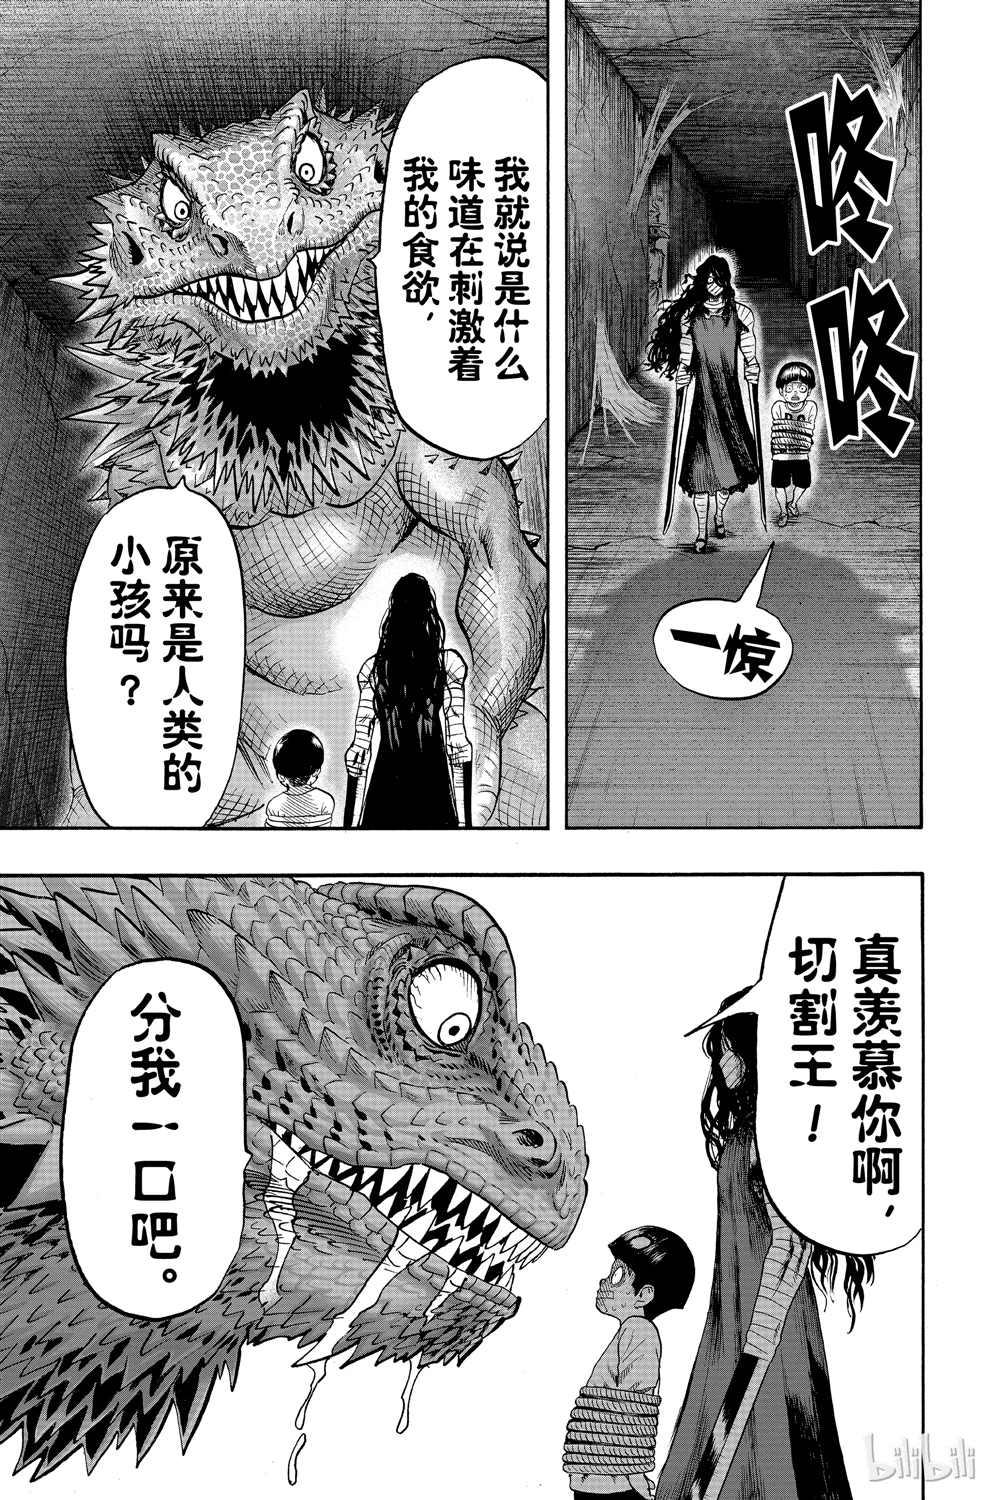 咚
咚
一惊
我就说是什么
味道在刺激着
我的食欲，
原来是人类的
小孩吗？
真羡慕你啊，
切割王！
分我一口吧。
bilibili